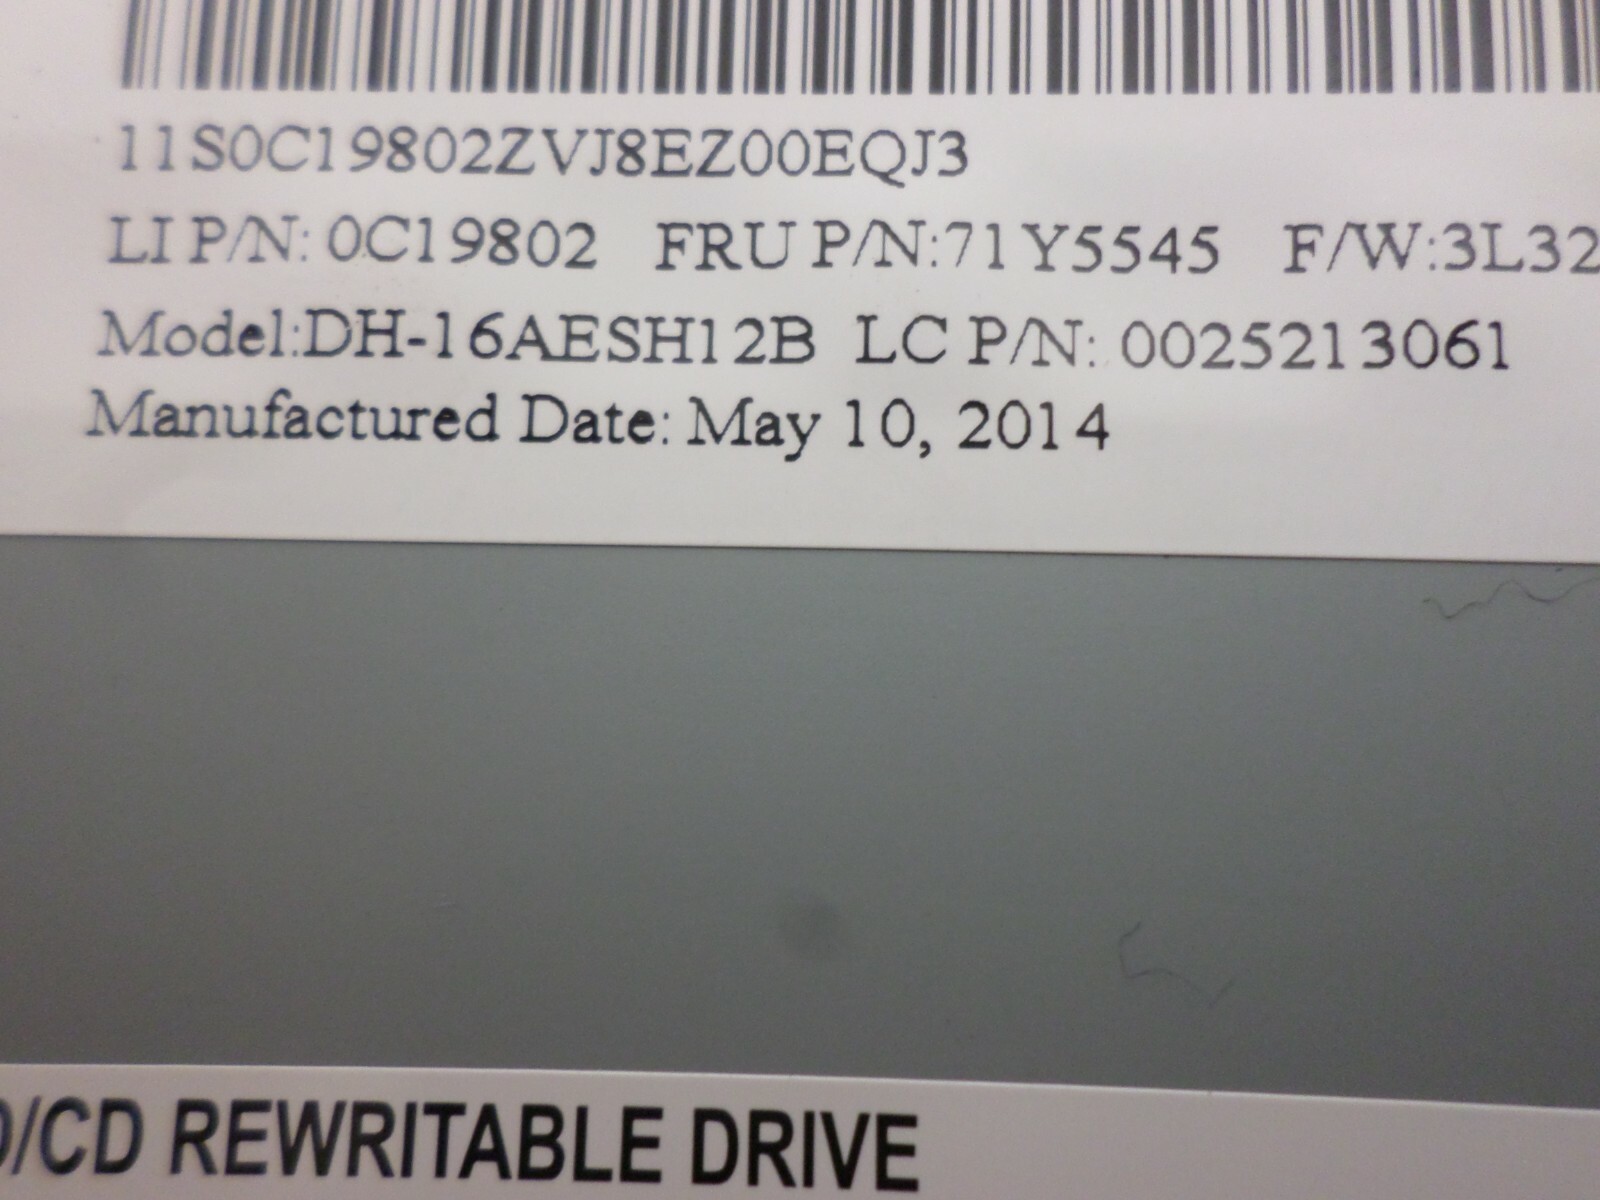 11S0C19802ZVJ8EZ00EQJ3
LI P/N: 0C19802 FRU P/N:71Y5545 F/W:3L32
Model:DH-16AESH12B LC P/N: 0025213061
Manufactured Date: May 10, 2014
D/CD REWRITABLE DRIVE